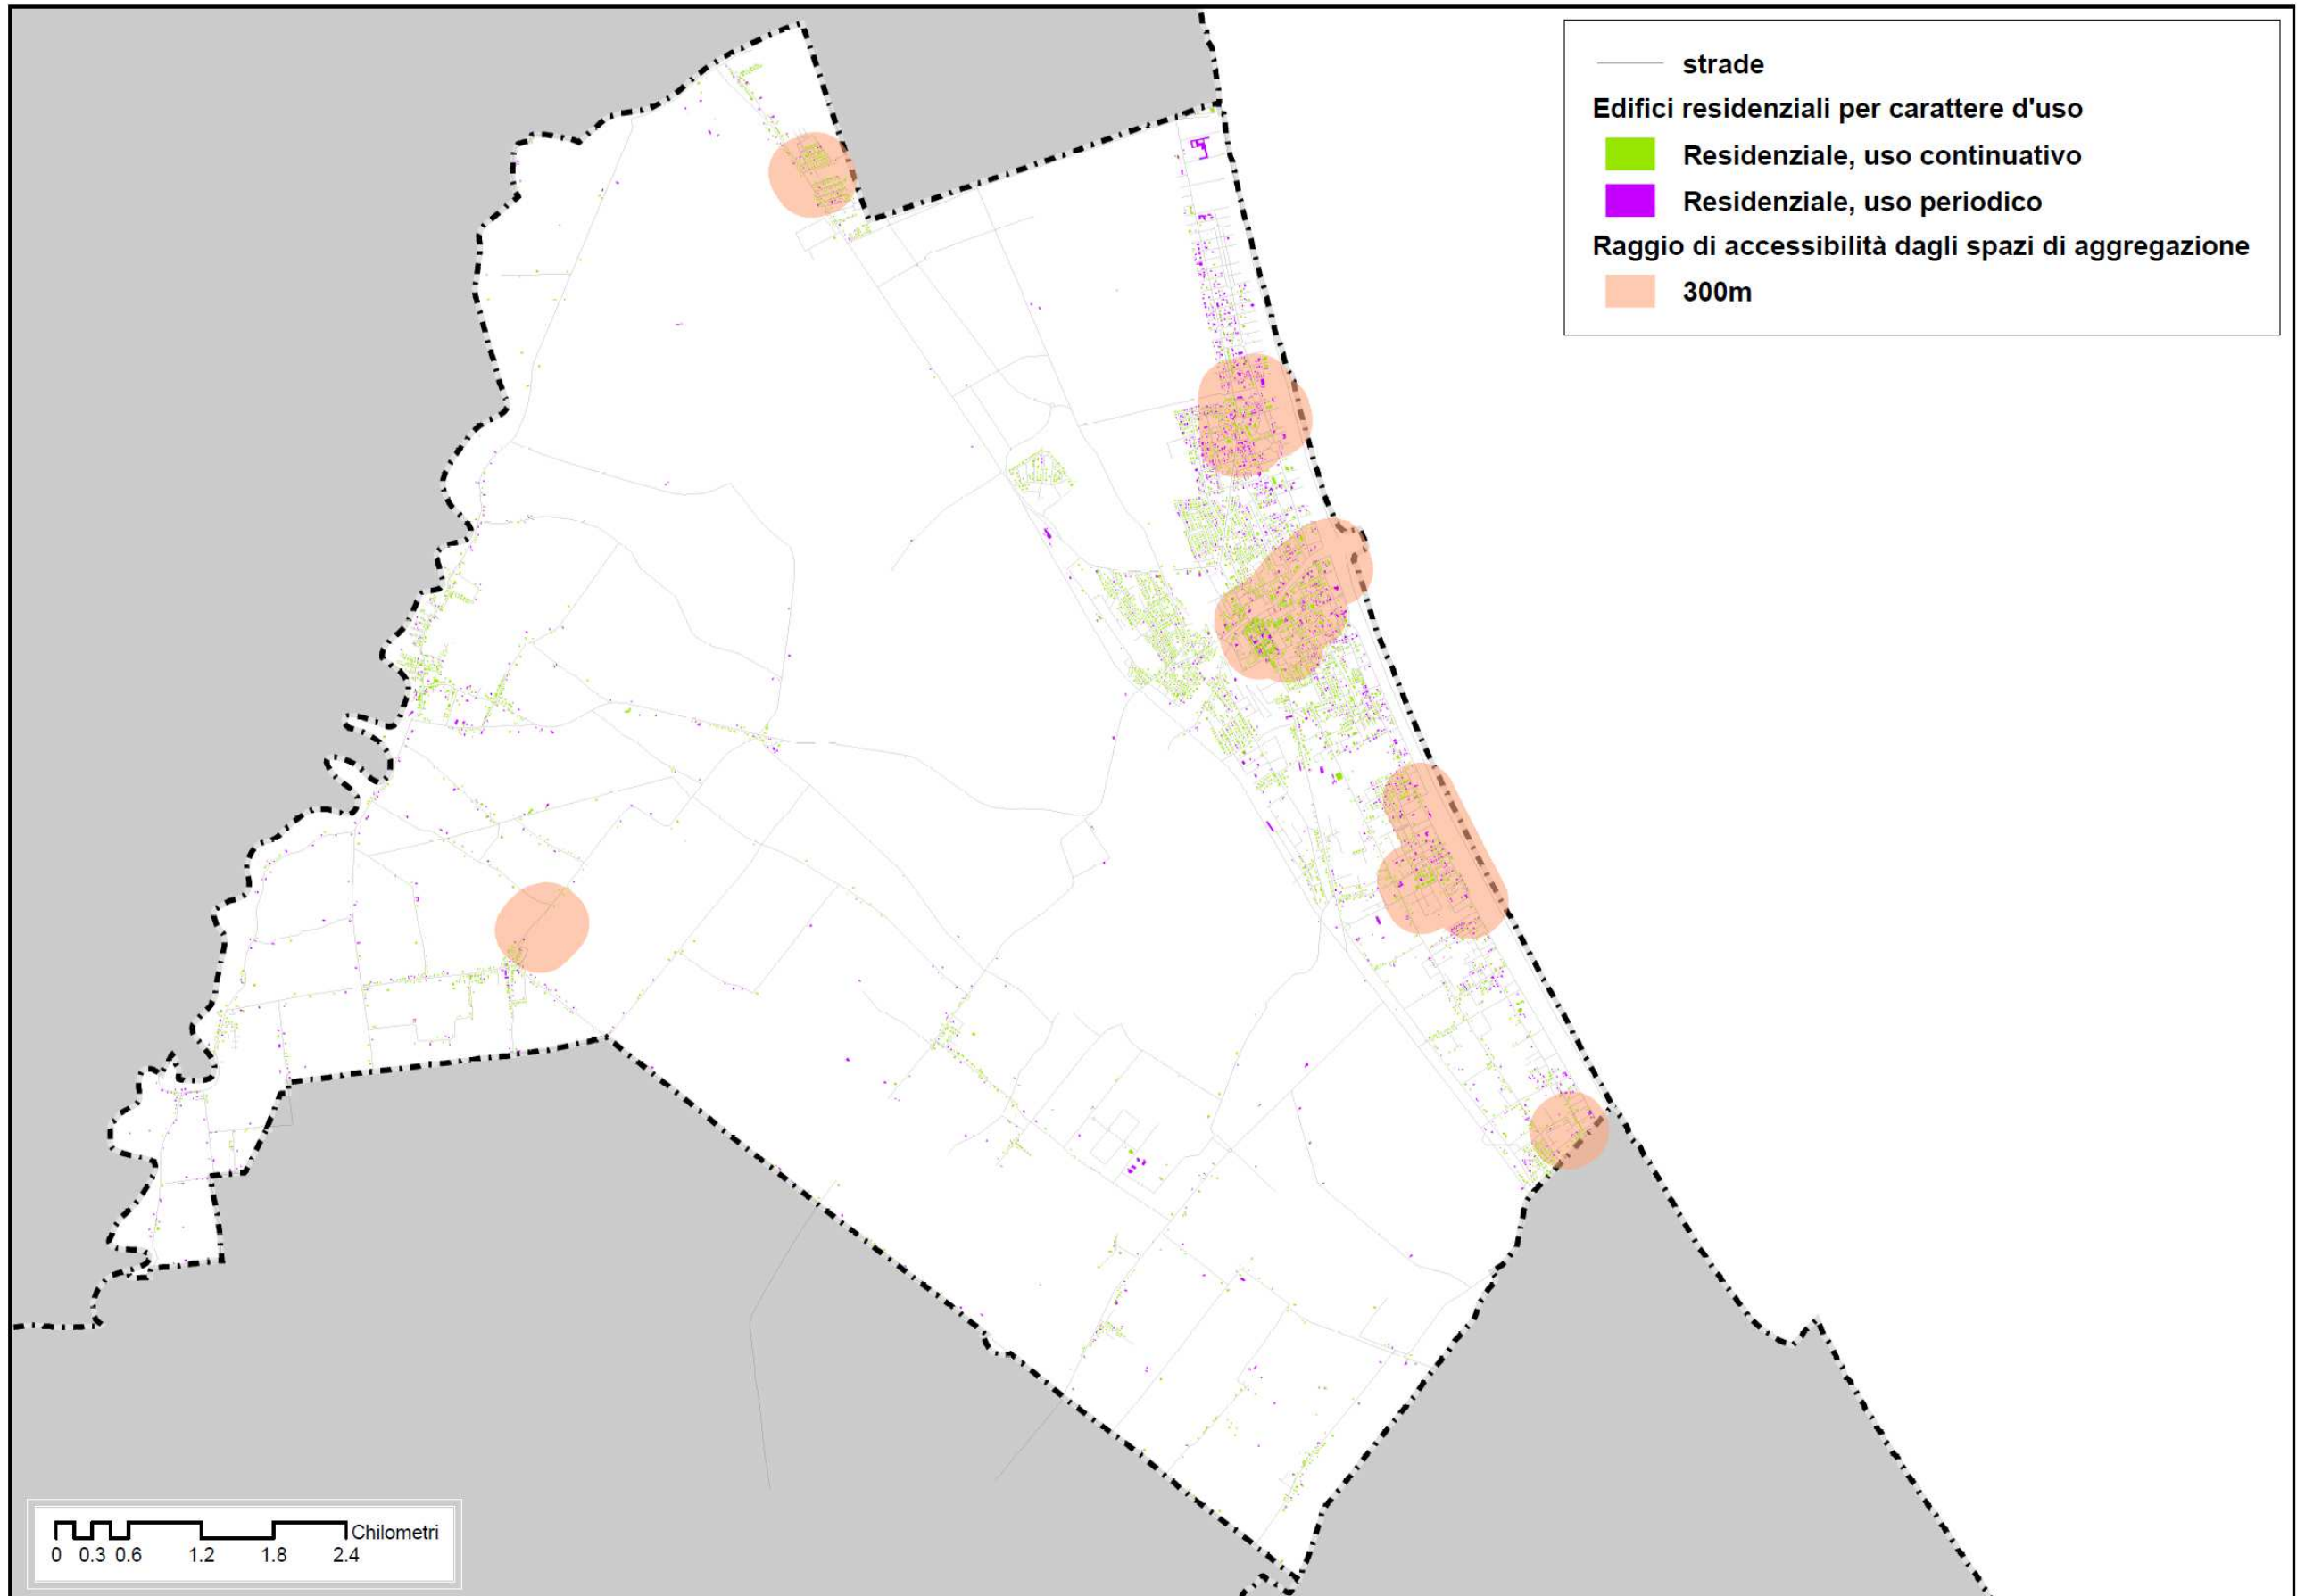 strade
Edifici residenziali per carattere d'uso
Residenziale, uso continuativo
Residenziale, uso periodico
Raggio di accessibilità dagli spazi di aggregazione
300m
Chilometri
0 0.3 0.6 1.2 1.8 2.4